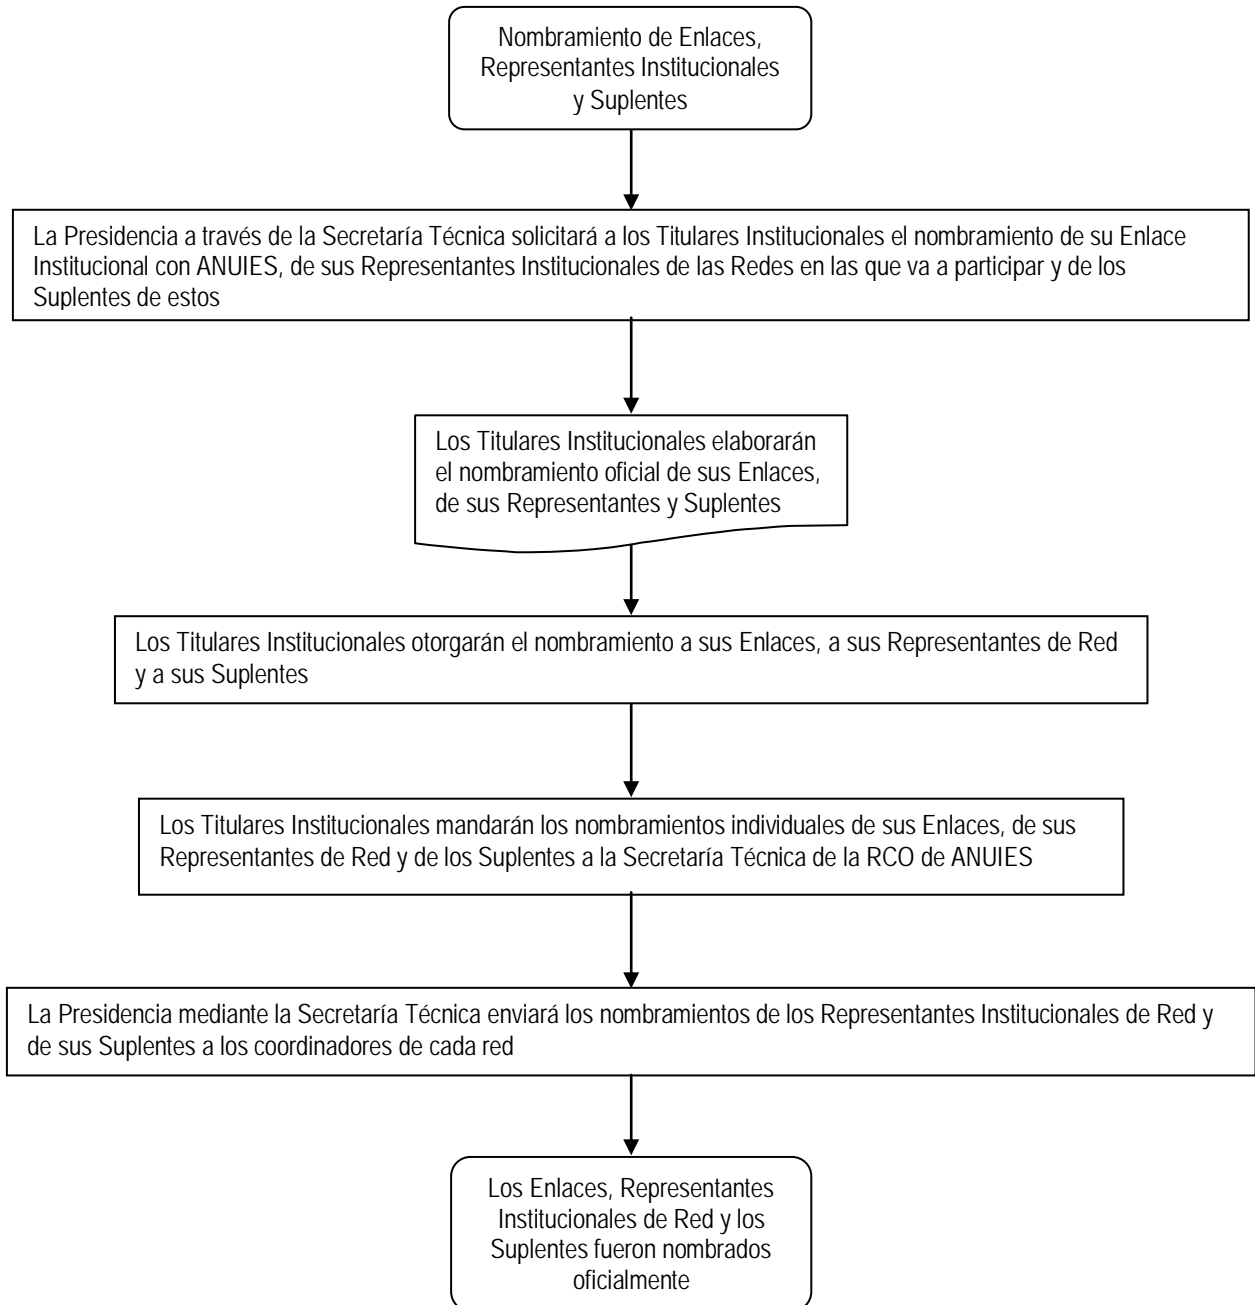 Nombramiento de Enlaces,
Representantes Institucionales
y Suplentes
La Presidencia a través de la Secretaría Técnica solicitará a los Titulares Institucionales el nombramiento de su Enlace
Institucional con ANUIES, de sus Representantes Institucionales de las Redes en las que va a participar y de los
Suplentes de estos
Los Titulares Institucionales elaborarán
el nombramiento oficial de sus Enlaces,
de sus Representantes y Suplentes
Los Titulares Institucionales otorgarán el nombramiento a sus Enlaces, a sus Representantes de Red
y a sus Suplentes
Los Titulares Institucionales mandarán los nombramientos individuales de sus Enlaces, de sus
Representantes de Red y de los Suplentes a la Secretaría Técnica de la RCO de ANUIES
La Presidencia mediante la Secretaría Técnica enviará los nombramientos de los Representantes Institucionales de Red y
de sus Suplentes a los coordinadores de cada red
Los Enlaces, Representantes
Institucionales de Red y los
Suplentes fueron nombrados
oficialmente